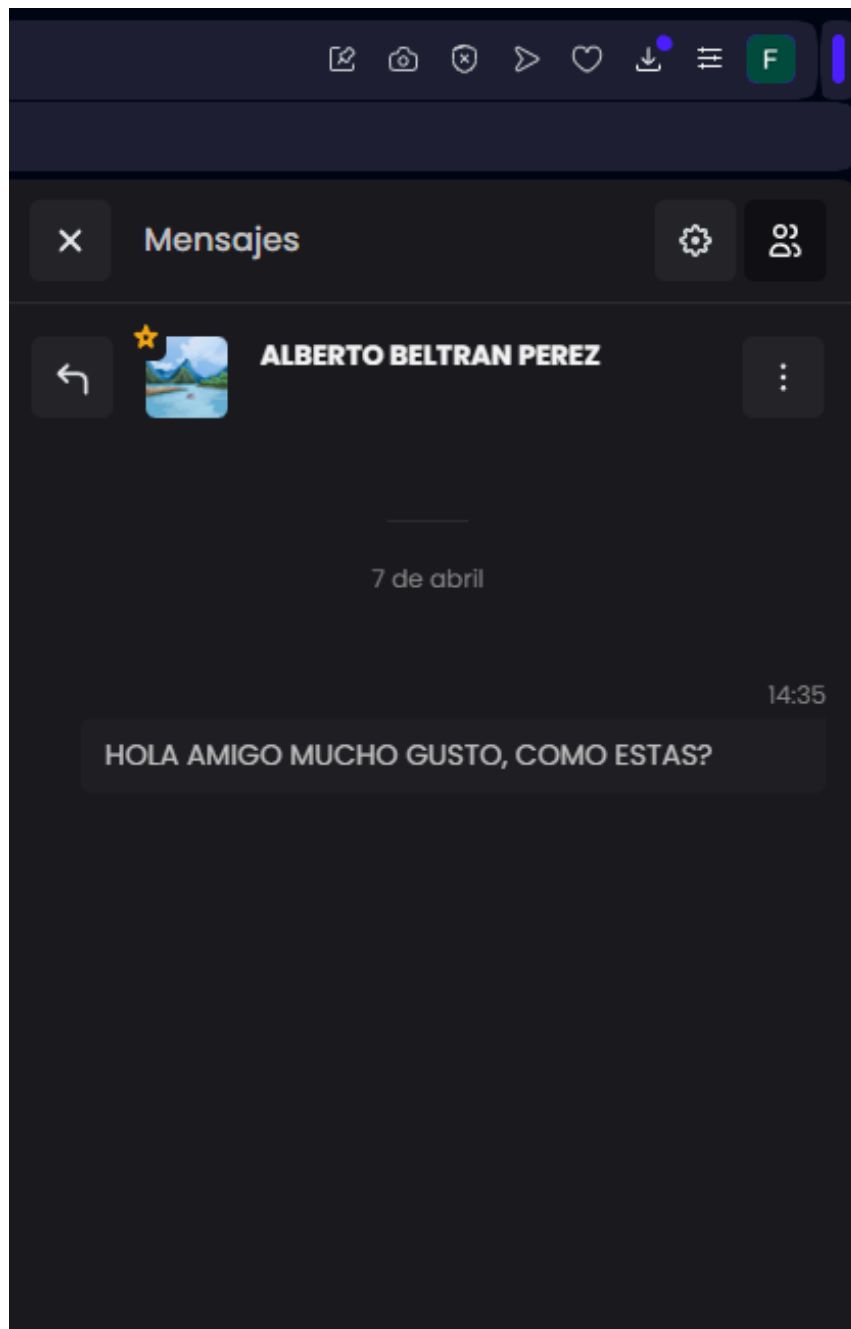 F
Mensajes
ALBERTO BELTRAN PEREZ
7 de abril
14:35
HOLA AMIGO MUCHO GUSTO, COMO ESTAS?